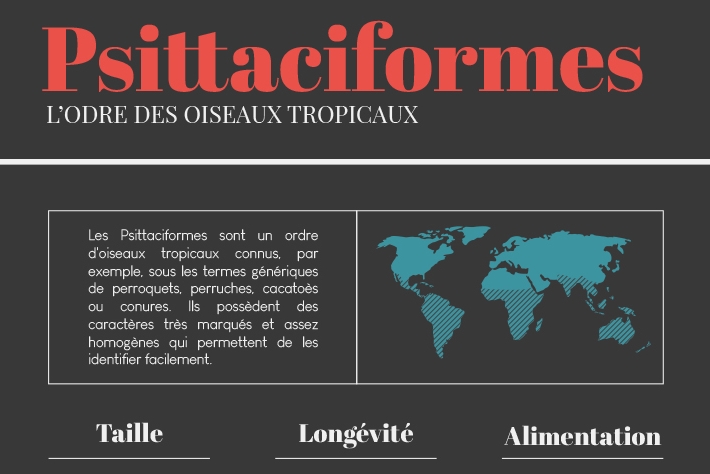 Psittaciformes
L’ODRE DES OISEAUX TROPICAUX
Les Psittaciformes sont un ordre
d'oiseaux tropicaux connus, par
exemple, sous les termes génériques
de perroquets, perruches, cacatoès
ou conures. Ils possèdent des
caractères très marqués et assez
homogènes qui permettent de les
identifier facilement.
Taille
Longévité
Alimentation